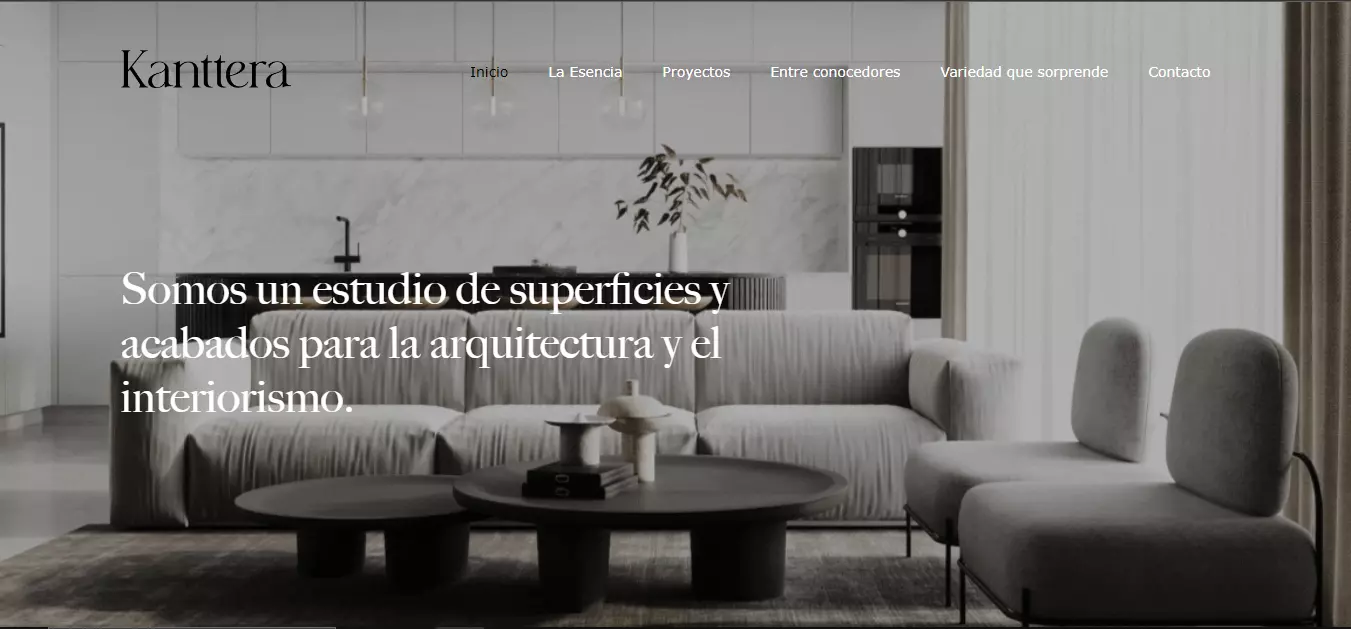 Kanttera
Inicio La Esencia Proyectos Entre conocedores Variedad que sorprende Contacto
Somos un estudio de superficies y
acabados para la arquitectura y el
interiorismo.